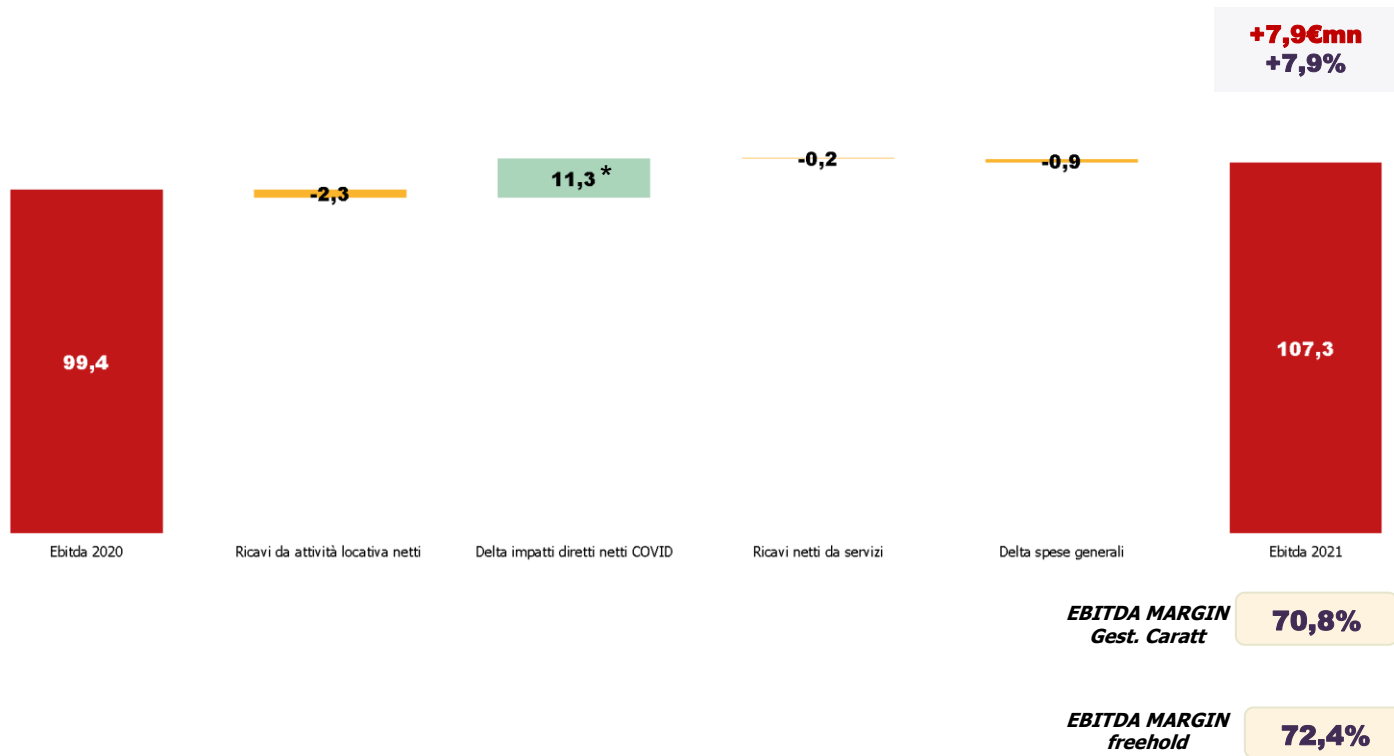 +7,9€mn
+7,9%
-2,3
11,3 *
-0,2
-0,9
99,4
107,3
Ebitda 2020
Ricavi da attività locativa netti
Delta impatti diretti netti COVID
Ricavi netti da servizi
Delta spese generali
Ebitda 2021
EBITDA MARGIN
Gest. Caratt
70,8%
EBITDA MARGIN
freehold
72,4%